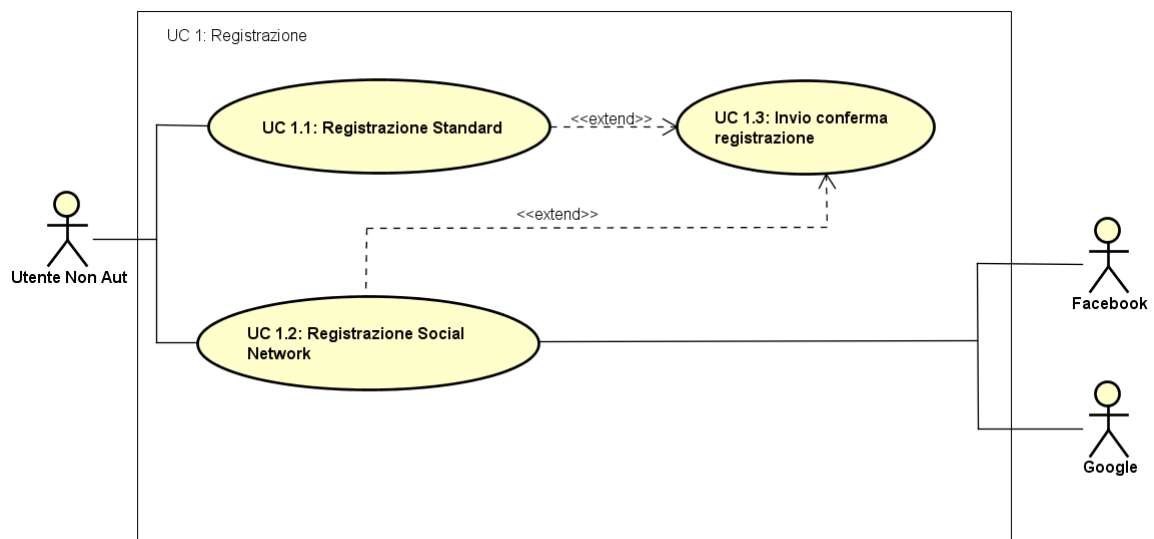 UC 1: Registrazione
UC 1.1: Registrazione Standard
<<extend>>
UC 1.3: Invio conferma
registrazione
<<extend>>
Utente Non Aut
Facebook
UC 1.2: Registrazione Social
Network
Google